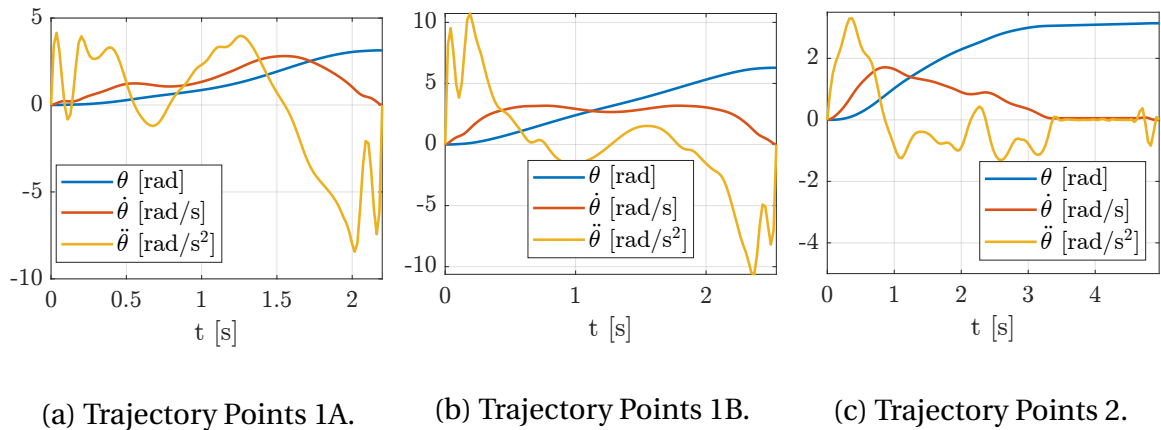 5
0
-5
-10
0
0.5
1
1.5
2
t [s]
θ [rad]
θ̇ [rad/s]
θ̈ [rad/s²]
(a) Trajectory Points 1A.
10
5
0
-5
-10
0
1
2
t [s]
θ [rad]
θ̇ [rad/s]
θ̈ [rad/s²]
(b) Trajectory Points 1B.
2
0
-2
-4
0
1
2
3
4
t [s]
θ [rad]
θ̇ [rad/s]
θ̈ [rad/s²]
(c) Trajectory Points 2.